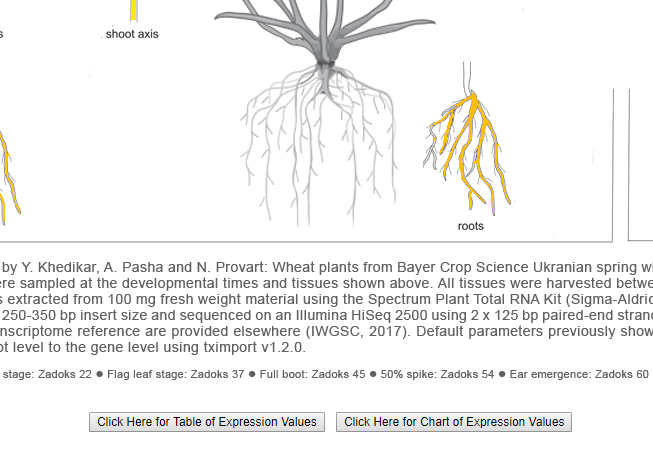 s
shoot axis
roots
by Y. Khedikar, A. Pasha and N. Provart: Wheat plants from Bayer Crop Science Ukranian spring w
ere sampled at the developmental times and tissues shown above. All tissues were harvested betwe
s extracted from 100 mg fresh weight material using the Spectrum Plant Total RNA Kit (Sigma-Aldric
250-350 bp insert size and sequenced on an Illumina HiSeq 2500 using 2 x 125 bp paired-end strand
nscriptome reference are provided elsewhere (IWGSC, 2017). Default parameters previously show
ot level to the gene level using tximport v1.2.0.
stage: Zadoks 22 ● Flag leaf stage: Zadoks 37 ● Full boot: Zadoks 45 ● 50% spike: Zadoks 54 ● Ear emergence: Zadoks 60
Click Here for Table of Expression Values Click Here for Chart of Expression Values